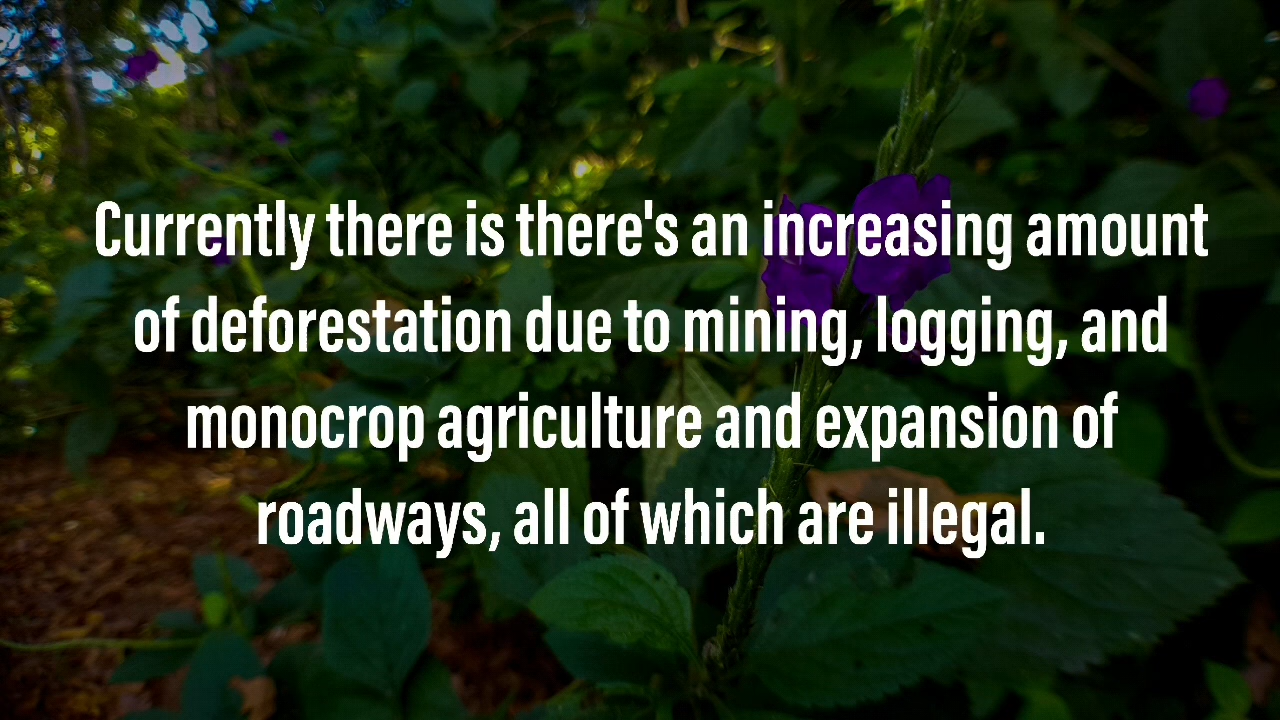 Currently there is there's an increasing amount
of deforestation due to mining, logging, and
monocrop agriculture and expansion of
roadways, all of which are illegal.